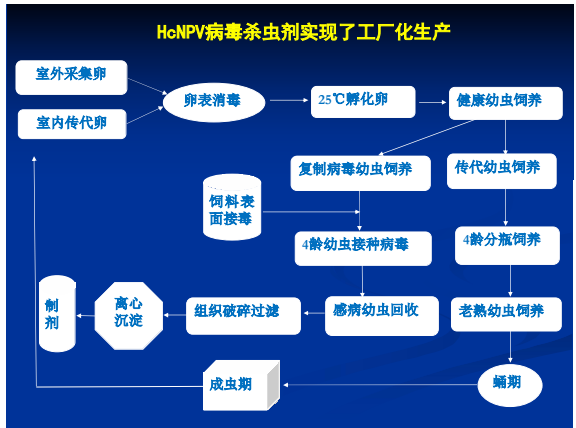 HcNPV病毒杀虫剂实现了工厂化生产
室外采集卵
室内传代卵
卵表消毒
25℃孵化卵
健康幼虫饲养
复制病毒幼虫饲养
传代幼虫饲养
饲料表
面接毒
4龄幼虫接种病毒
4龄分瓶饲养
制
剂
离心
沉淀
组织破碎过滤
感病幼虫回收
老熟幼虫饲养
成虫期
蛹期